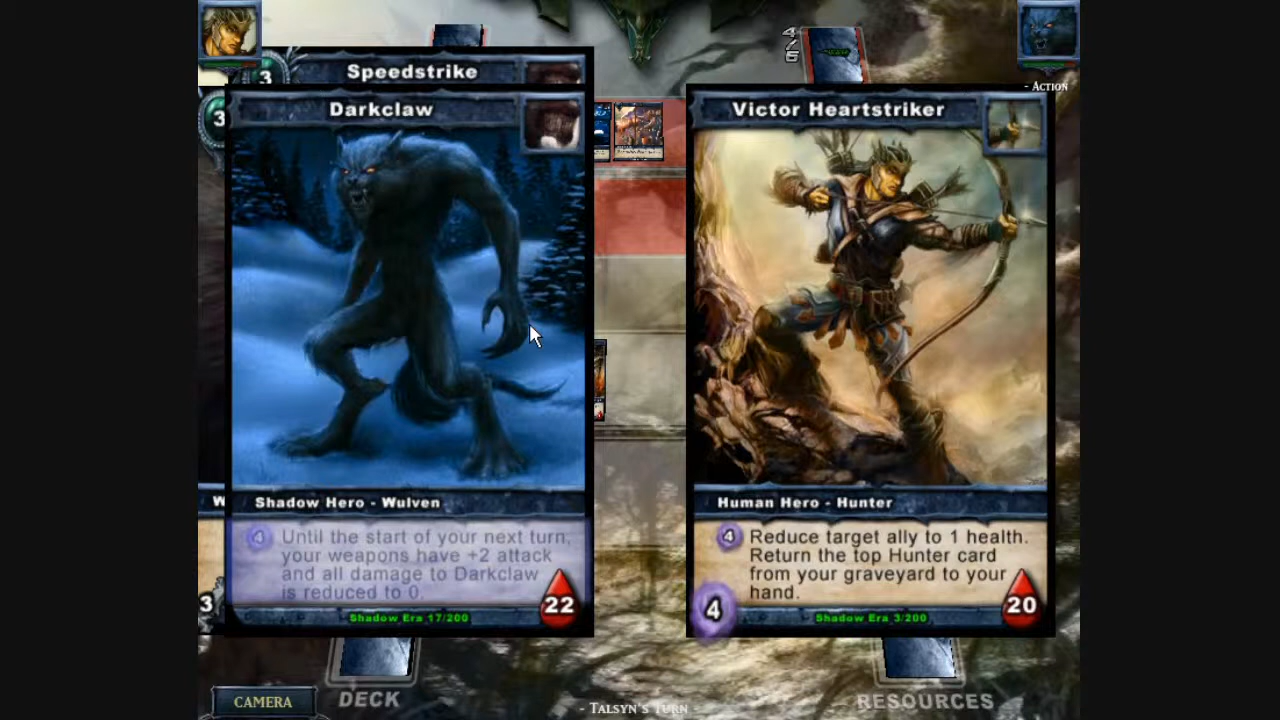 4/6
- Action
3
Speedstrike
3
Darkclaw
Shadow Hero - Wulven
4 Until the start of your next turn,
your weapons have +2 attack
and all damage to Darkclaw
is reduced to 0.
22
Shadow Era 17/200
Victor Heartstriker
Human Hero - Hunter
4 Reduce target ally to 1 health.
Return the top Hunter card
from your graveyard to your
hand.
4
20
Shadow Era 3/200
W
3
CAMERA
DECK
- Talsyn's Turn -
RESOURCES